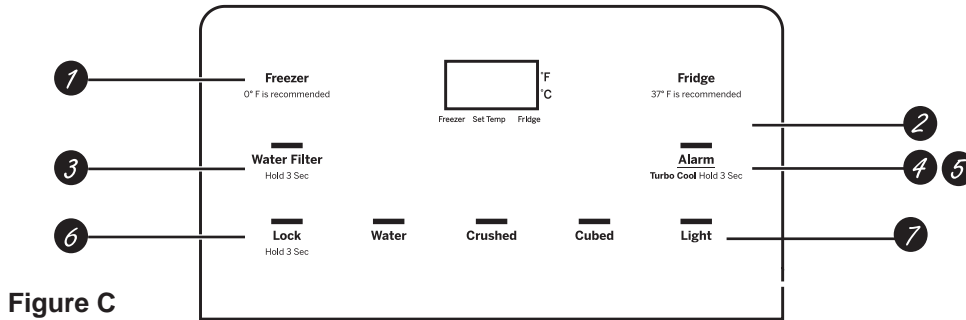 1
Freezer
0° F is recommended
°F
°C
Freezer Set Temp Fridge
Fridge
37° F is recommended
2
3
Water Filter
Hold 3 Sec
Alarm
Turbo Cool Hold 3 Sec
4 5
6
Lock
Hold 3 Sec
Water
Crushed
Cubed
Light
7
Figure C